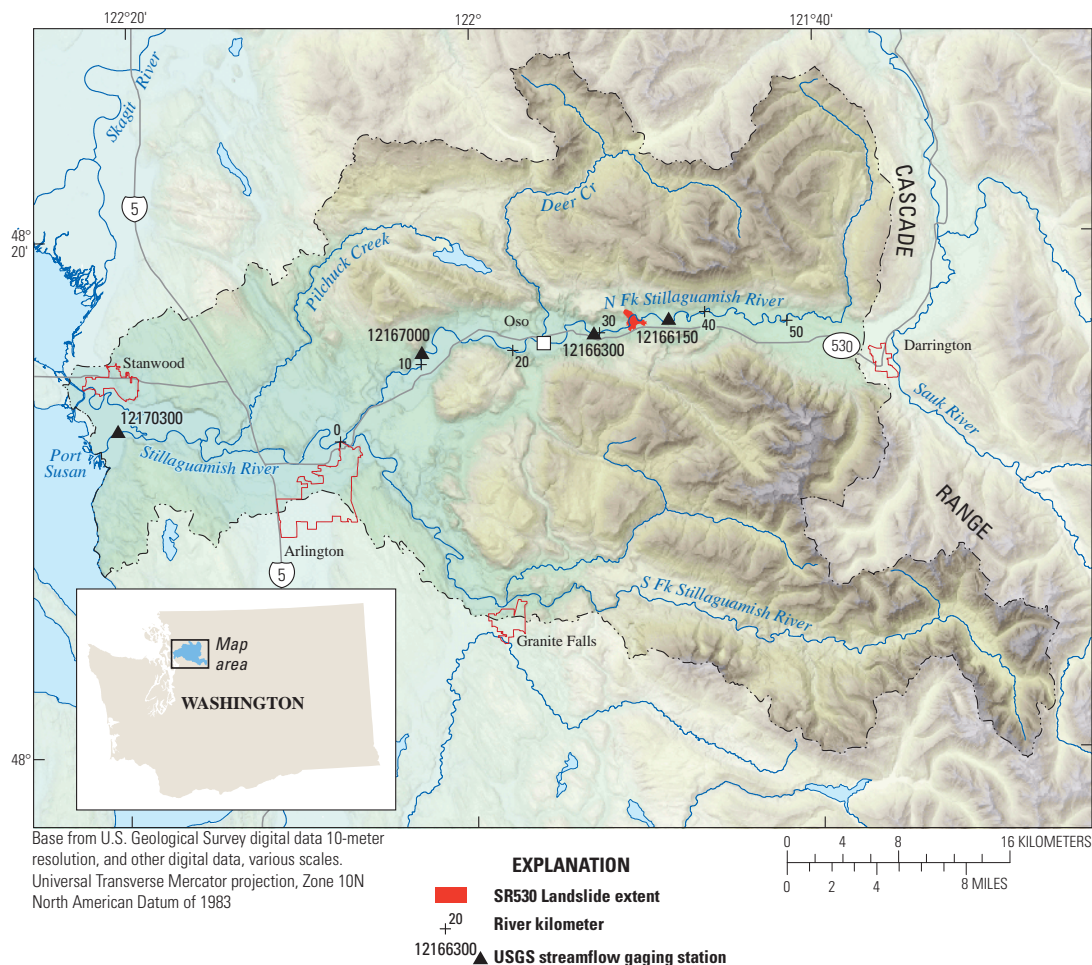 122°20'
122°
121°40'
Skagit River
5
CASCADE
Deer Cr
48°
20'
Pilchuck Creek
N Fk Stillaguamish River
Oso
30
40
50
12167000
12166150
12166300
20
10
530
Darrington
Stanwood
Sauk River
12170300
0
Port
Susan
Stillaguamish River
RANGE
Arlington
5
S Fk Stillaguamish River
Granite Falls
Map
area
WASHINGTON
48°
Base from U.S. Geological Survey digital data 10-meter
resolution, and other digital data, various scales.
Universal Transverse Mercator projection, Zone 10N
North American Datum of 1983
0 4 8 16 KILOMETERS
0 2 4 8 MILES
EXPLANATION
SR530 Landslide extent
20 River kilometer
12166300 USGS streamflow gaging station